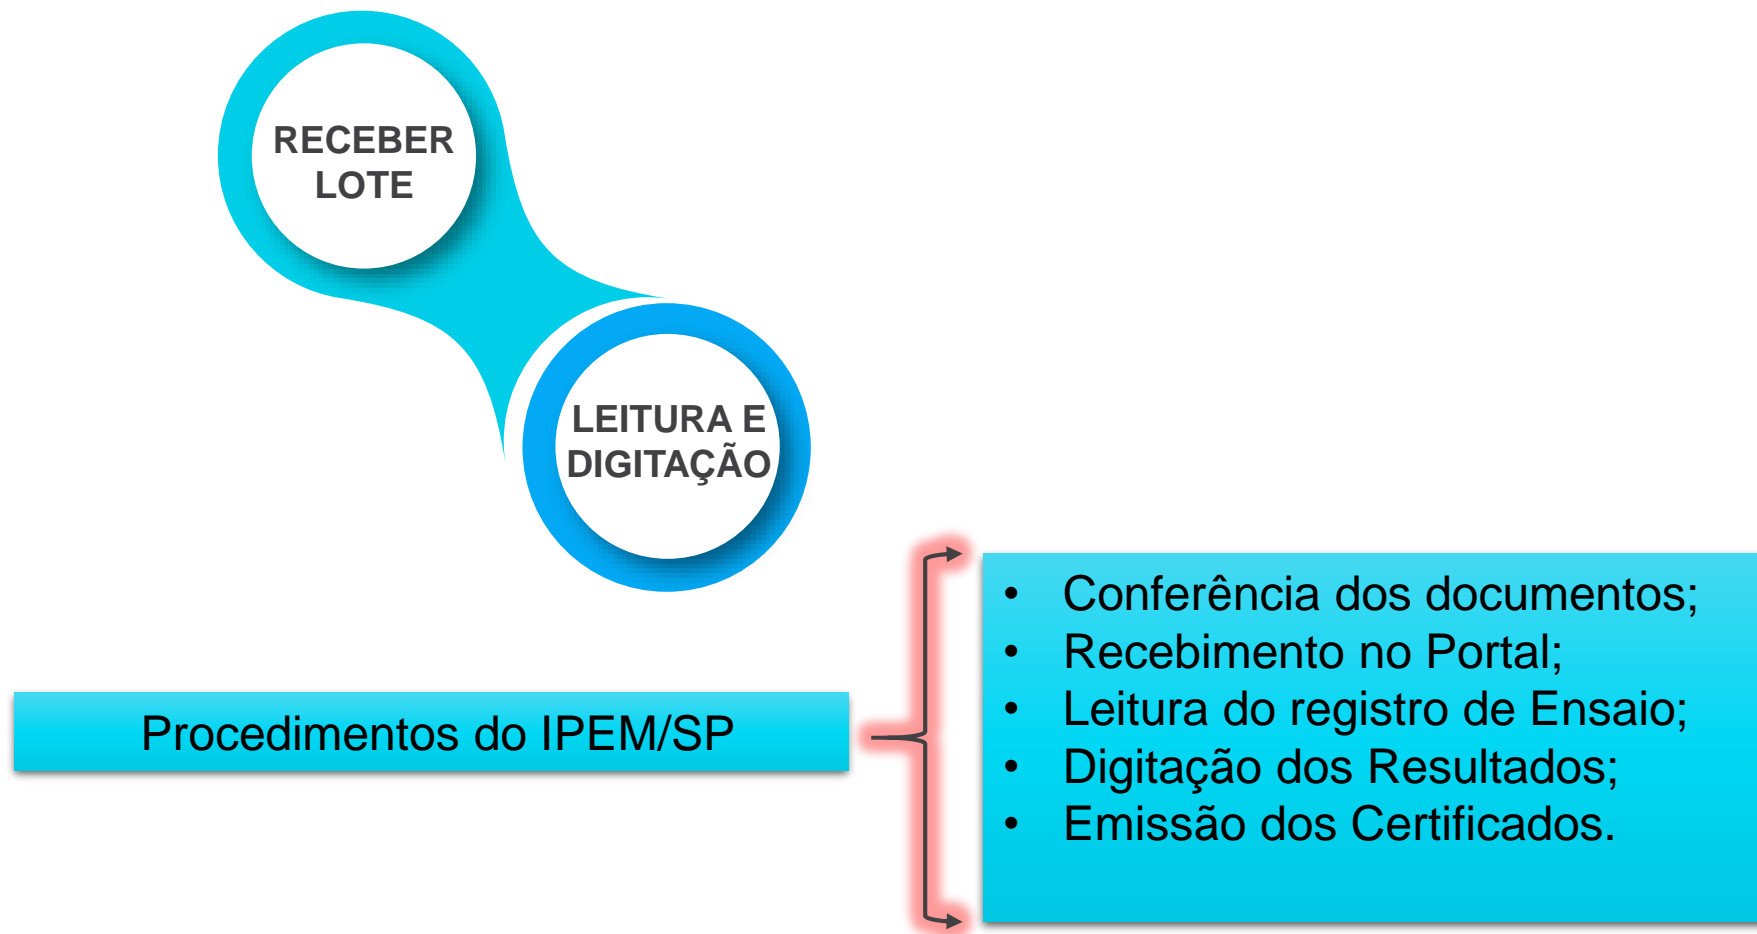 RECEBER
LOTE
LEITURA E
DIGITAÇÃO
Procedimentos do IPEM/SP
• Conferência dos documentos;
• Recebimento no Portal;
• Leitura do registro de Ensaio;
• Digitação dos Resultados;
• Emissão dos Certificados.